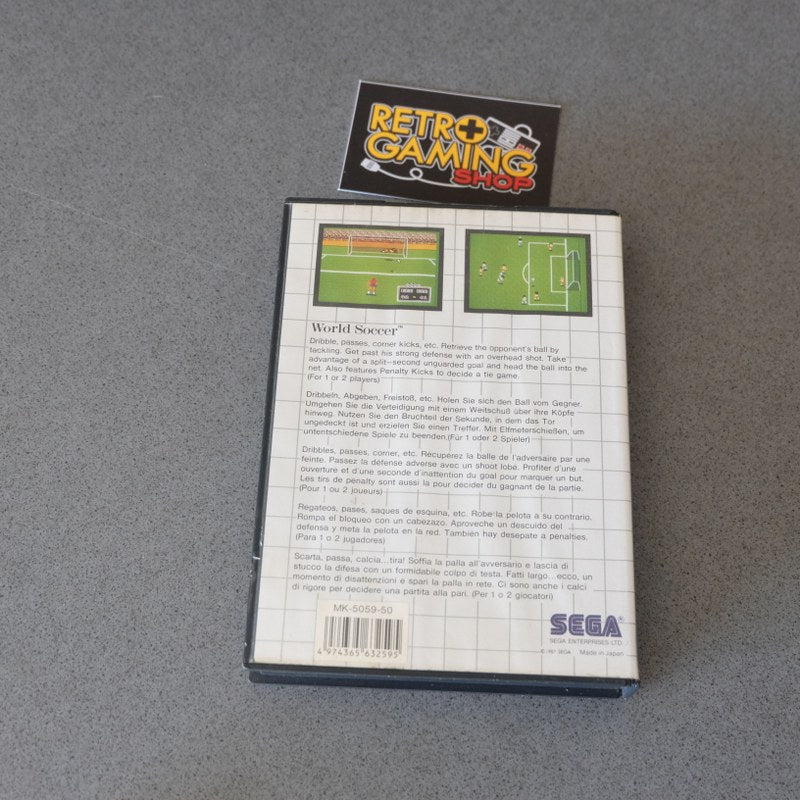 RETRO
GAMING
SHOP
World Soccer™
Dribble, passes, corner kicks, etc. Retrieve the opponent's ball by
tackling. Get past his strong defense with an overhead shot. Take
advantage of a split-second unguarded goal and head the ball into the
net. Also features Penalty Kicks to decide a tie game.
(For 1 or 2 players)
Dribbeln, Abgeben, Freistoß, etc. Holen Sie sich den Ball vom Gegner.
Umgehen Sie die Verteidigung mit einem Weitschuß über ihre Köpfe
hinweg. Nutzen Sie den Bruchteil der Sekunde, in dem das Tor
ungedeckt ist und erzielen Sie einen Treffer. Mit Elfmeterschießen, um
untentschiedene Spiele zu beenden.(Für 1 oder 2 Spieler)
Dribbles, passes, corner, etc. Récupérez la balle de l'adversaire par une
feinte. Passez la défense adverse avec un shoot lobé. Profiter d'une
ouverture et d'une seconde d'inattention du goal pour marquer un but.
Les tirs de penalty sont aussi là pour décider du gagnant de la partie.
(Pour 1 ou 2 joueurs)
Regateos, pases, saques de esquina, etc. Robe la pelota a su contrario.
Rompa el bloqueo con un cabezazo. Aproveche un descuido del
defensa y meta la pelota en la red. También hay desepate a penalties.
(Para 1 o 2 jugadores)
Scarta, passa, calcia...tira! Soffia la palla all'avversario e lascia di
stucco la difesa con un formidabile colpo di testa. Fatti largo...ecco, un
momento di disattenzioni e spari la palla in rete. Ci sono anche i calci
di rigore per decidere una partita alla pari. (Per 1 o 2 giocatori)
MK-5059-50
4 974365 632595
SEGA®
SEGA ENTERPRISES LTD.
SEGA Made in Japan